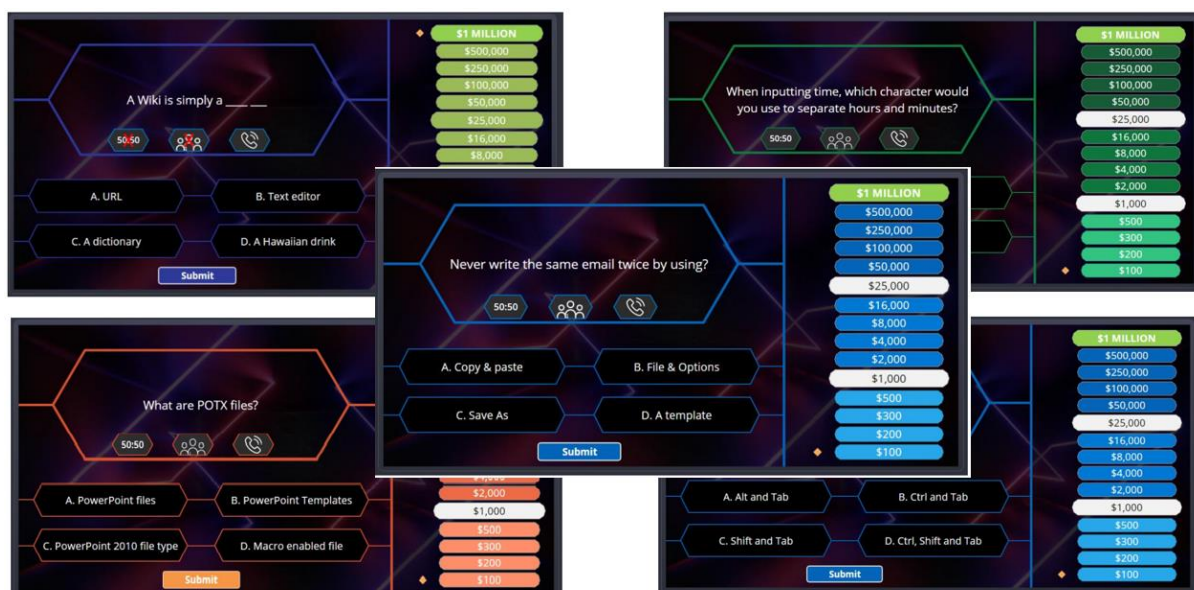 A Wiki is simply a ____ ___
50:50
A. URL
B. Text editor
C. A dictionary
D. A Hawaiian drink
Submit
$1 MILLION
$500,000
$250,000
$100,000
$50,000
$25,000
$16,000
$8,000
When inputting time, which character would
you use to separate hours and minutes?
50:50
$1 MILLION
$500,000
$250,000
$100,000
$50,000
$25,000
$16,000
$8,000
$4,000
$2,000
$1,000
$500
$300
$200
$100
Never write the same email twice by using?
50:50
A. Copy & paste
B. File & Options
C. Save As
D. A template
Submit
$1 MILLION
$500,000
$250,000
$100,000
$50,000
$25,000
$16,000
$8,000
$4,000
$2,000
$1,000
$500
$300
$200
$100
What are POTX files?
50:50
A. PowerPoint files
B. PowerPoint Templates
C. PowerPoint 2010 file type
D. Macro enabled file
Submit
$2,000
$1,000
$500
$300
$200
$100
A. Alt and Tab
B. Ctrl and Tab
C. Shift and Tab
D. Ctrl, Shift and Tab
Submit
$1 MILLION
$500,000
$250,000
$100,000
$50,000
$25,000
$16,000
$8,000
$4,000
$2,000
$1,000
$500
$300
$200
$100